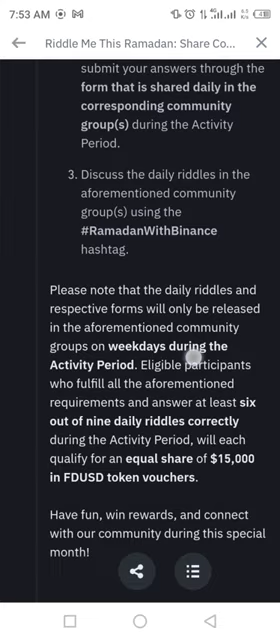 7:53 AM
Riddle Me This Ramadan: Share Co...
submit your answers through the
form that is shared daily in the
corresponding community
group(s) during the Activity
Period.
3. Discuss the daily riddles in the
aforementioned community
group(s) using the
#RamadanWithBinance
hashtag.
Please note that the daily riddles and
respective forms will only be released
in the aforementioned community
groups on weekdays during the
Activity Period. Eligible participants
who fulfill all the aforementioned
requirements and answer at least six
out of nine daily riddles correctly
during the Activity Period, will each
qualify for an equal share of $15,000
in FDUSD token vouchers.
Have fun, win rewards, and connect
with our community during this special
month!